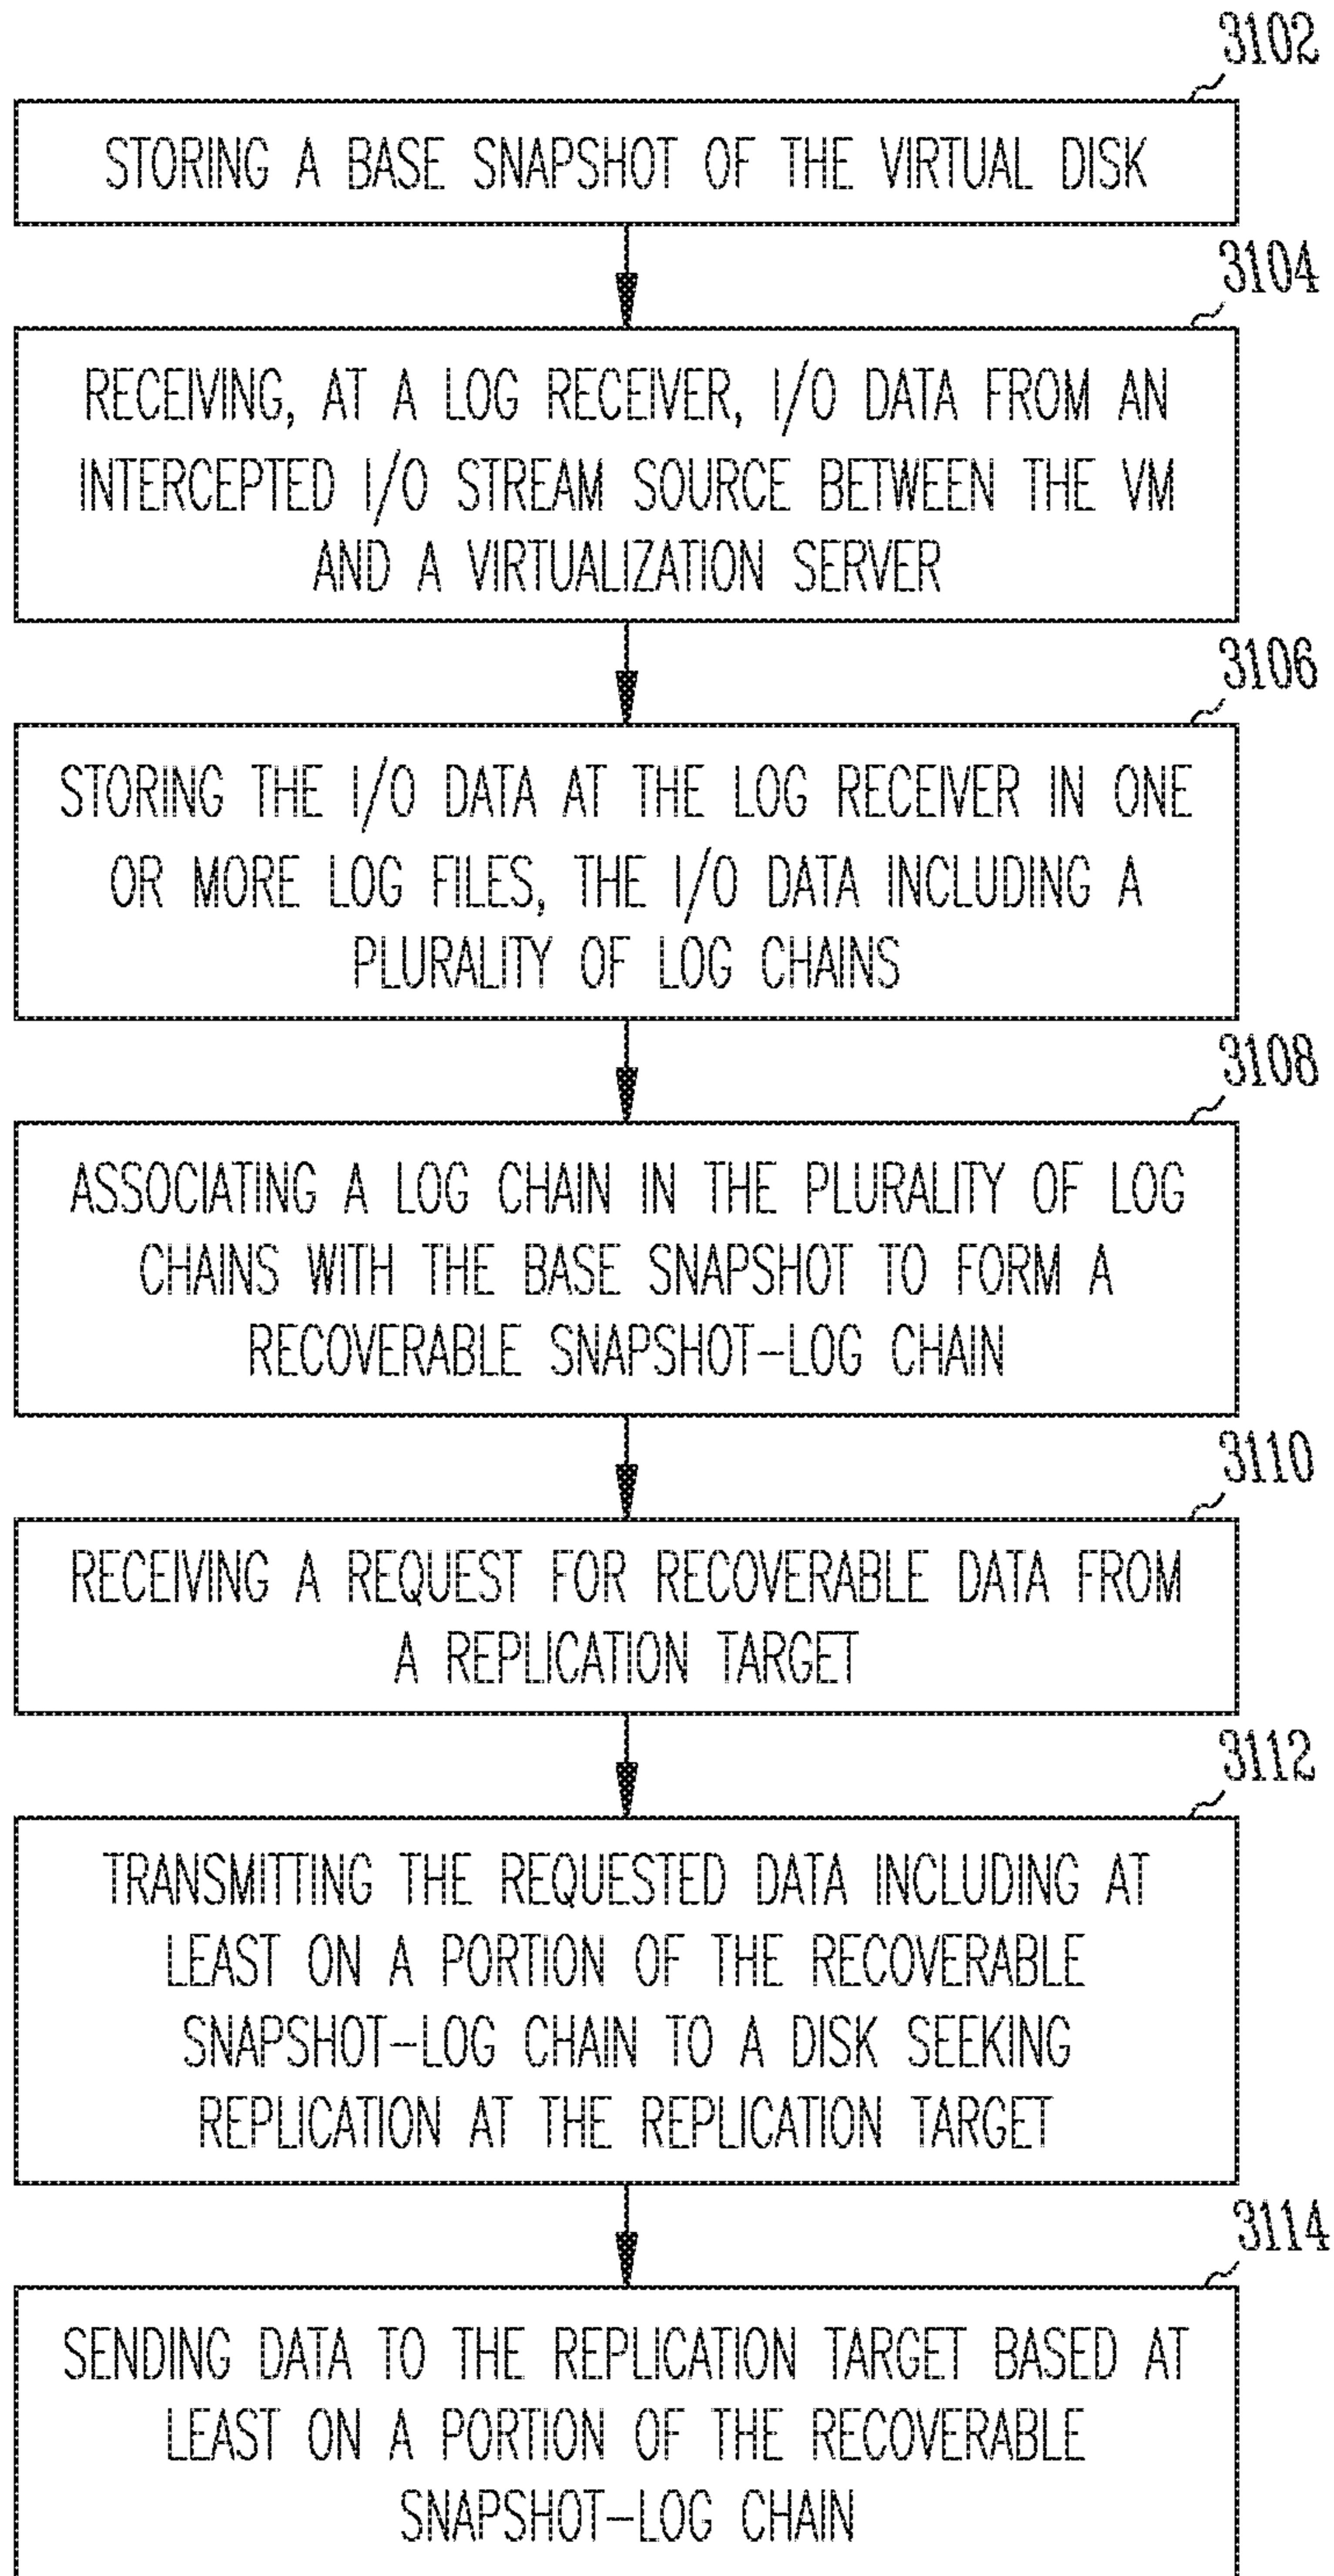 3102
STORING A BASE SNAPSHOT OF THE VIRTUAL DISK
3104
RECEIVING, AT A LOG RECEIVER, I/O DATA FROM AN
INTERCEPTED I/O STREAM SOURCE BETWEEN THE VM
AND A VIRTUALIZATION SERVER
3106
STORING THE I/O DATA AT THE LOG RECEIVER IN ONE
OR MORE LOG FILES, THE I/O DATA INCLUDING A
PLURALITY OF LOG CHAINS
3108
ASSOCIATING A LOG CHAIN IN THE PLURALITY OF LOG
CHAINS WITH THE BASE SNAPSHOT TO FORM A
RECOVERABLE SNAPSHOT-LOG CHAIN
3110
RECEIVING A REQUEST FOR RECOVERABLE DATA FROM
A REPLICATION TARGET
3112
TRANSMITTING THE REQUESTED DATA INCLUDING AT
LEAST ON A PORTION OF THE RECOVERABLE
SNAPSHOT-LOG CHAIN TO A DISK SEEKING
REPLICATION AT THE REPLICATION TARGET
3114
SENDING DATA TO THE REPLICATION TARGET BASED AT
LEAST ON A PORTION OF THE RECOVERABLE
SNAPSHOT-LOG CHAIN